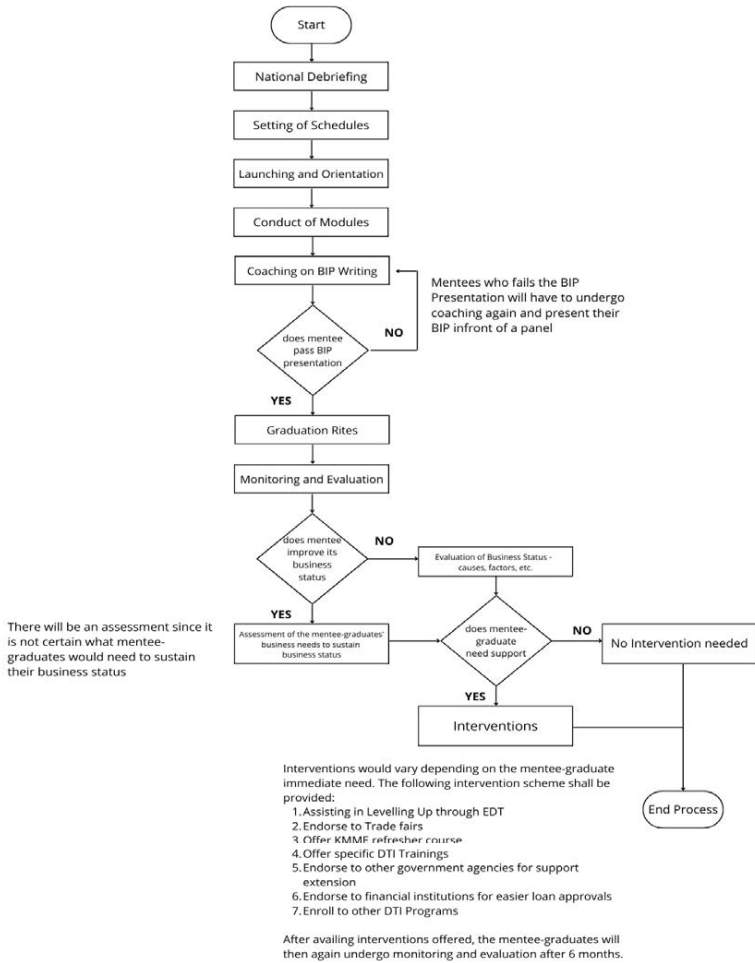 Start
National Debriefing
Setting of Schedules
Launching and Orientation
Conduct of Modules
Coaching on BIP Writing
Mentees who fails the BIP
Presentation will have to undergo
coaching again and present their
BIP infront of a panel
NO
does mentee
pass BIP
presentation
YES
Graduation Rites
Monitoring and Evaluation
does mentee
improve its
business
status
NO
Evaluation of Business Status -
causes, factors, etc.
YES
There will be an assessment since it
is not certain what mentee-
graduates would need to sustain
their business status
Assessment of the mentee-graduates'
business needs to sustain
business status
does mentee-
graduate
need support
NO
No Intervention needed
YES
Interventions
Interventions would vary depending on the mentee-graduate
immediate need. The following intervention scheme shall be
provided:
1. Assisting in Levelling Up through EDT
2. Endorse to Trade fairs
3. Offer KMME refresher course
4. Offer specific DTI Trainings
5. Endorse to other government agencies for support
extension
6. Endorse to financial institutions for easier loan approvals
7. Enroll to other DTI Programs
End Process
After availing interventions offered, the mentee-graduates will
then again undergo monitoring and evaluation after 6 months.